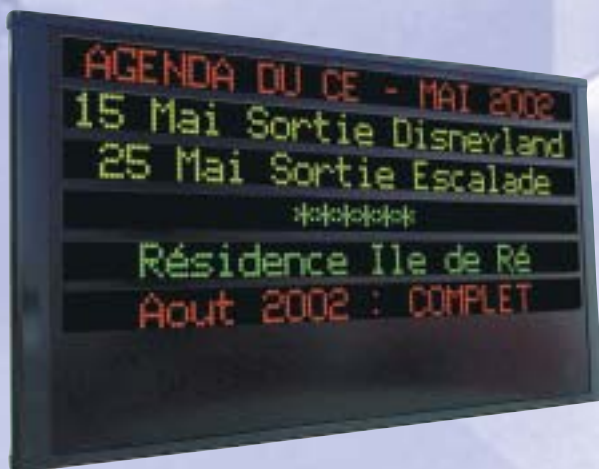 AGENDA DU CE - MAI 2002
15 Mai Sortie Disneyland
25 Mai Sortie Escalade
******
Résidence Ile de Ré
Aout 2002 : COMPLET